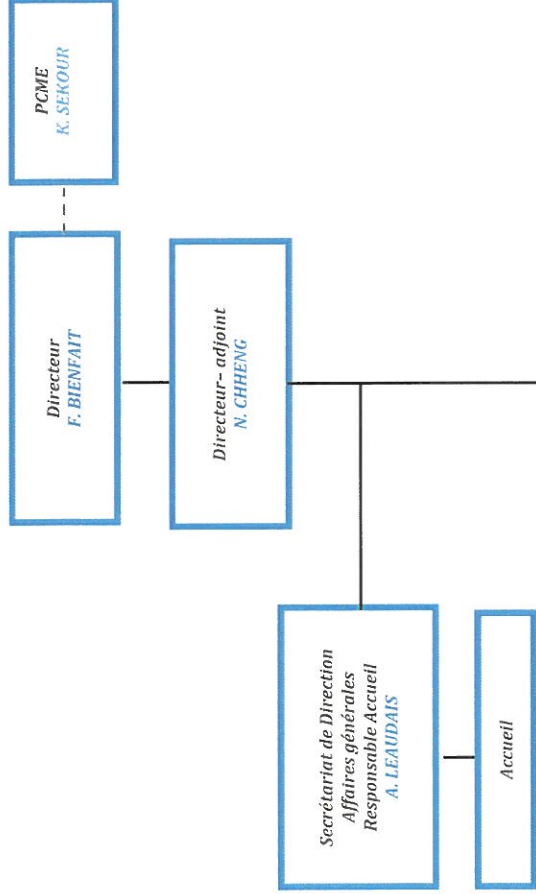 PCME
K. SEKOUR
Directeur
F. BIENFAIT
Directeur- adjoint
N. CHHENG
Secrétariat de Direction
Affaires générales
Responsable Accueil
A. LEAUDAIS
Accueil